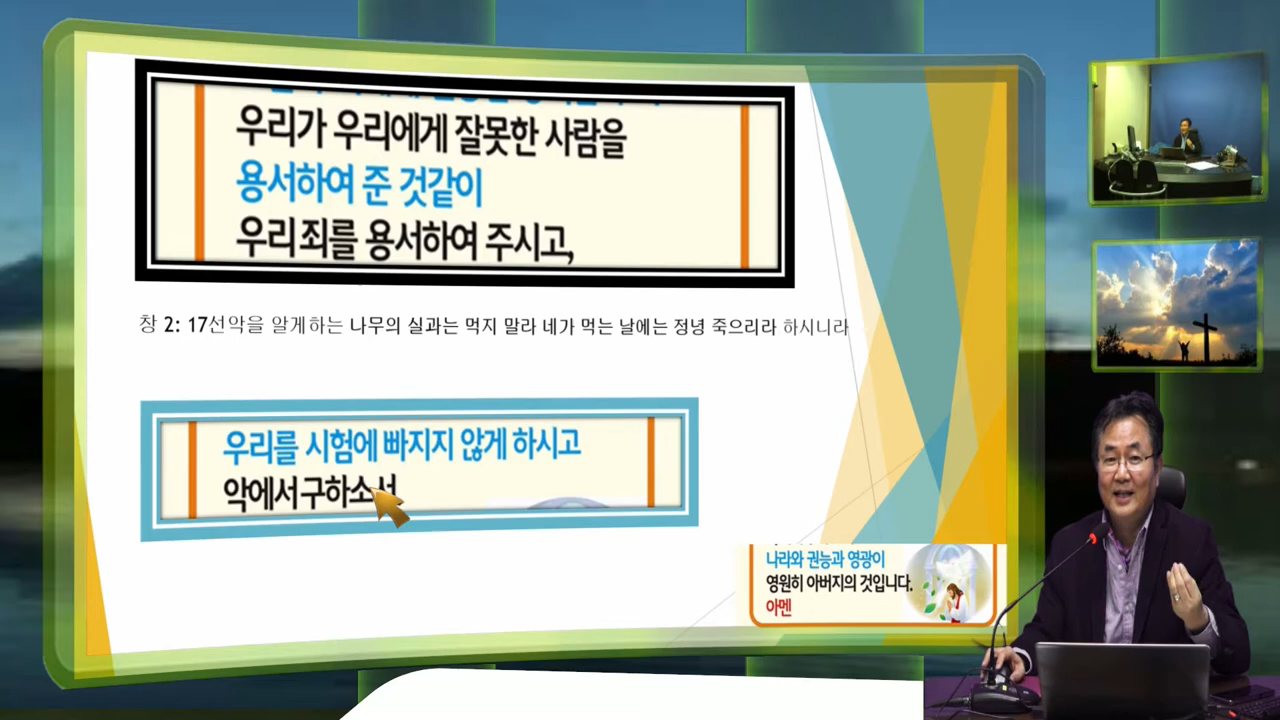 우리가 우리에게 잘못한 사람을
용서하여 준 것같이
우리죄를 용서하여 주시고,
창 2: 17선악을 알게하는 나무의 실과는 먹지 말라 네가 먹는 날에는 정녕 죽으리라 하시니라
우리를 시험에 빠지지 않게 하시고
악에서구하소서
나라와 권능과 영광이
영원히 아버지의 것입니다.
아멘